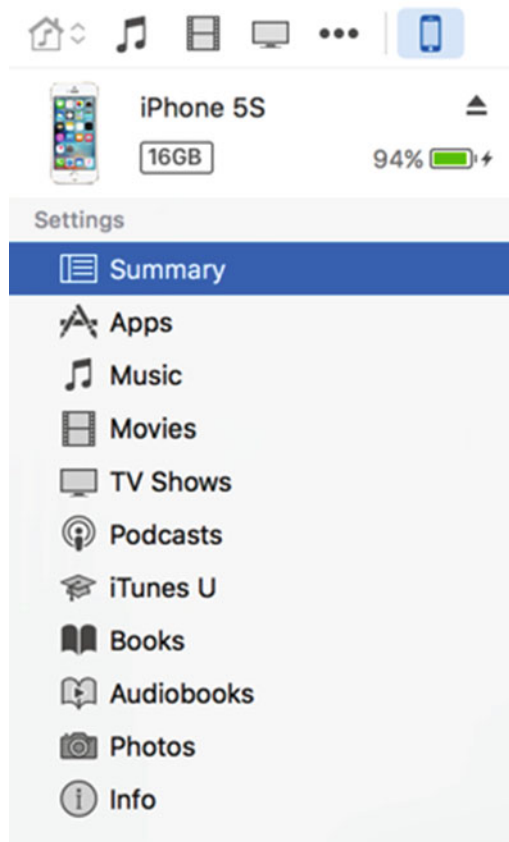 iPhone 5S
16GB
94%
Settings
Summary
Apps
Music
Movies
TV Shows
Podcasts
iTunes U
Books
Audiobooks
Photos
Info